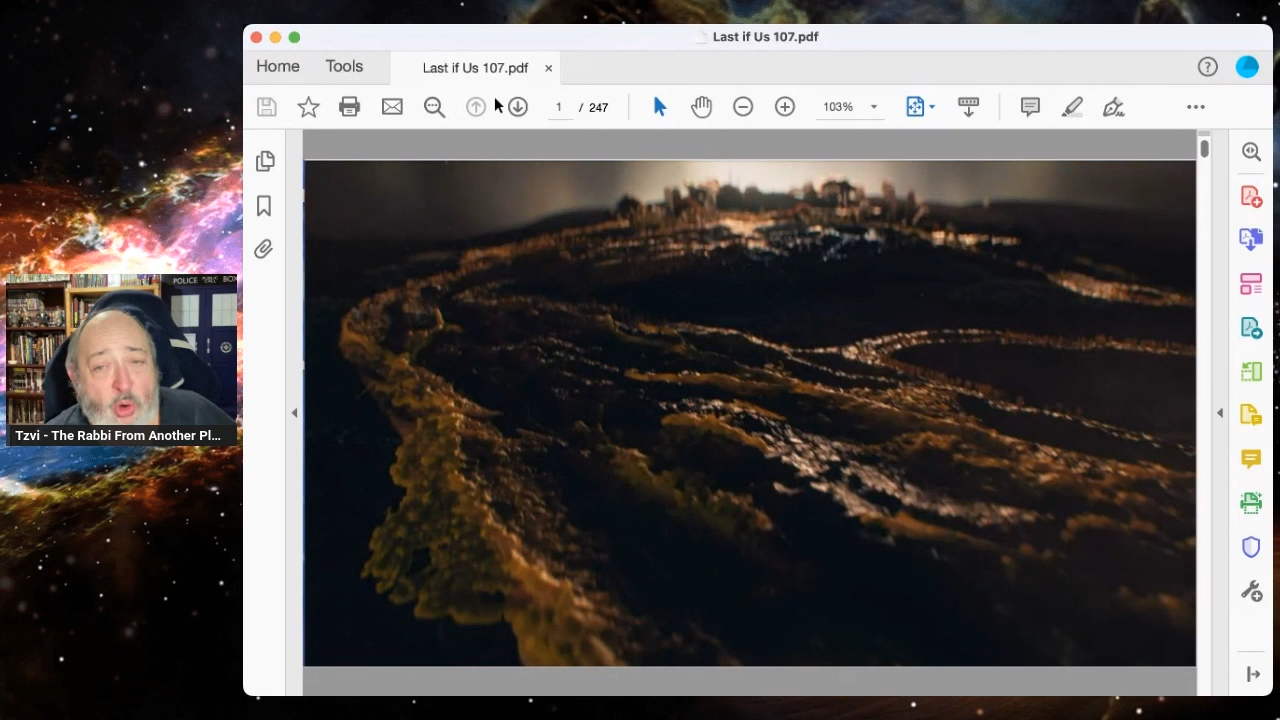 Last if Us 107.pdf
Home Tools Last if Us 107.pdf
1 / 247 103%
POLICE BOX
Tzvi - The Rabbi From Another Pl...